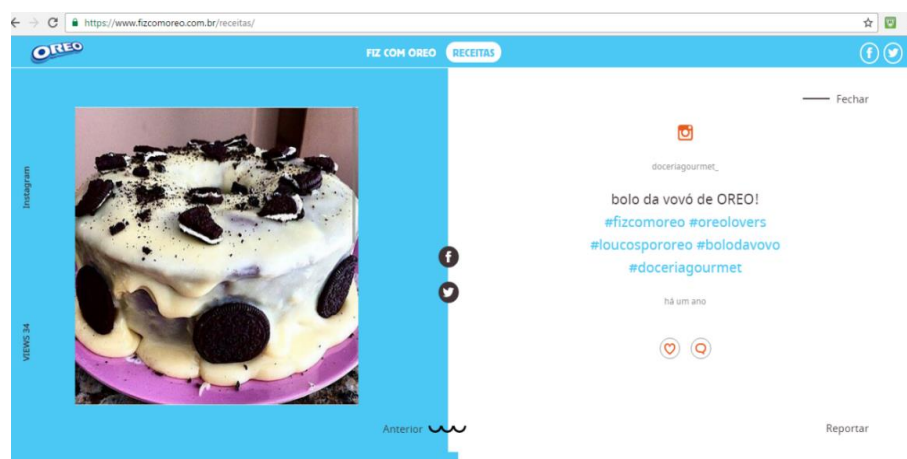 https://www.fizcomoreo.com.br/receitas/
OREO
FIZ COM OREO RECEITAS
Fechar
Instagram
doceriagourmet_
bolo da vovó de OREO!
#fizcomoreo #oreolovers
#loucospororeo #bolodavovo
#doceriagourmet
há um ano
VIEWS 34
Anterior
Reportar